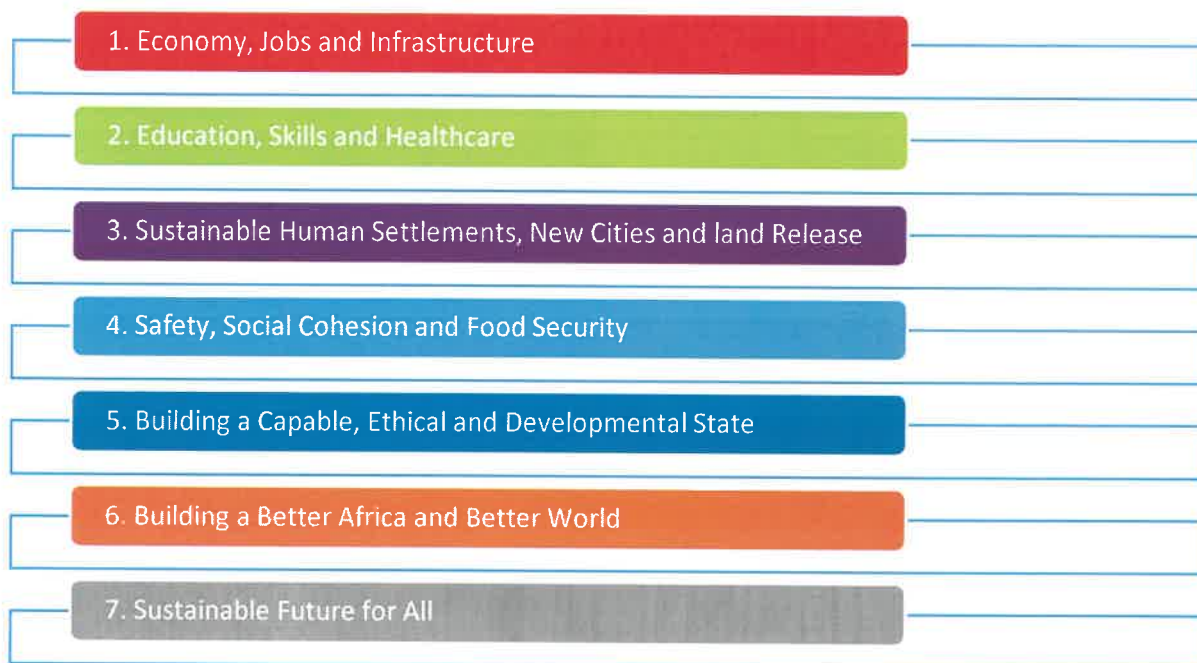 1. Economy, Jobs and Infrastructure
2. Education, Skills and Healthcare
3. Sustainable Human Settlements, New Cities and land Release
4. Safety, Social Cohesion and Food Security
5. Building a Capable, Ethical and Developmental State
6. Building a Better Africa and Better World
7. Sustainable Future for All